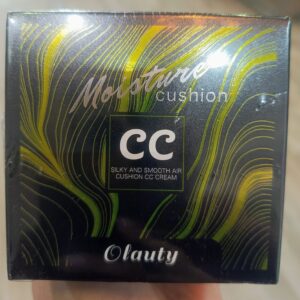 Moisture
cushion
CC
SILKY AND SMOOTH AIR
CUSHION CC CREAM
Olauty